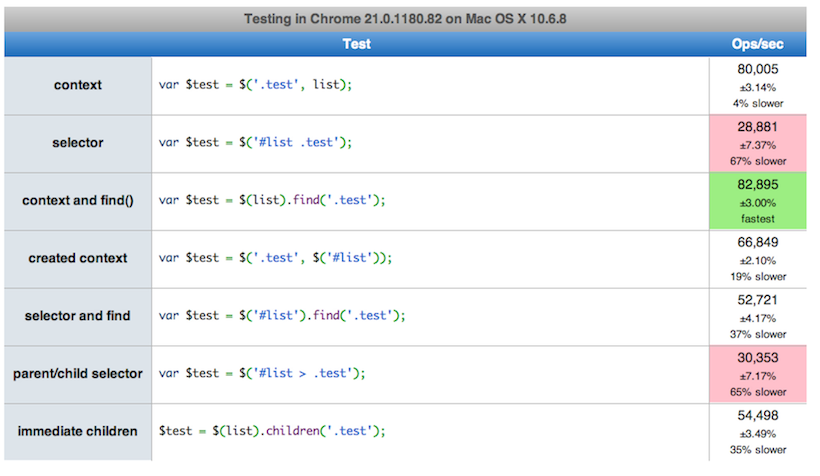 Testing in Chrome 21.0.1180.82 on Mac OS X 10.6.8
Test Ops/sec
context var $test = $('.test', list); 80,005
±3.14%
4% slower
selector var $test = $('#list .test'); 28,881
±7.37%
67% slower
context and find() var $test = $(list).find('.test'); 82,895
±3.00%
fastest
created context var $test = $('.test', $('#list')); 66,849
±2.10%
19% slower
selector and find var $test = $('#list').find('.test'); 52,721
±4.17%
37% slower
parent/child selector var $test = $('#list > .test'); 30,353
±7.17%
65% slower
immediate children $test = $(list).children('.test'); 54,498
±3.49%
35% slower